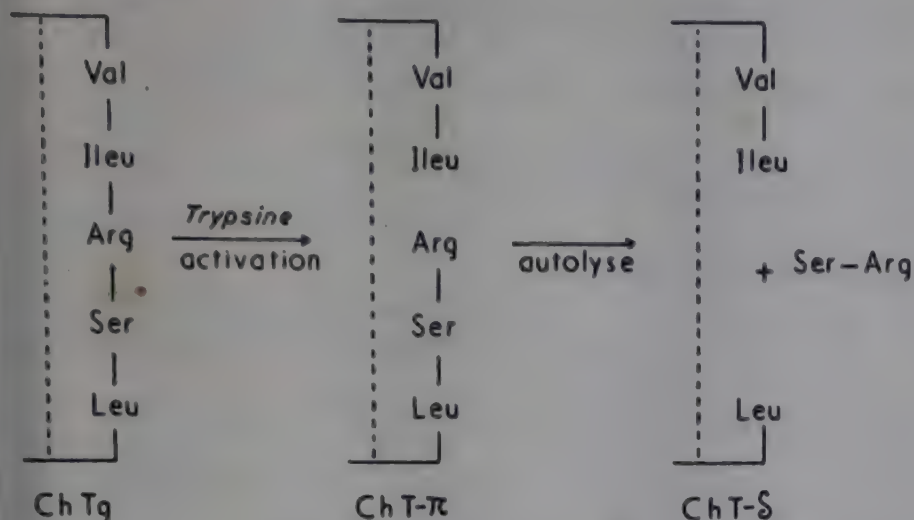 Val Val Val
Ileu Ileu Ileu
Arg Trypsine activation Arg autolyse + Ser-Arg
Ser Ser
Leu Leu Leu
ChTg ChT-π ChT-δ